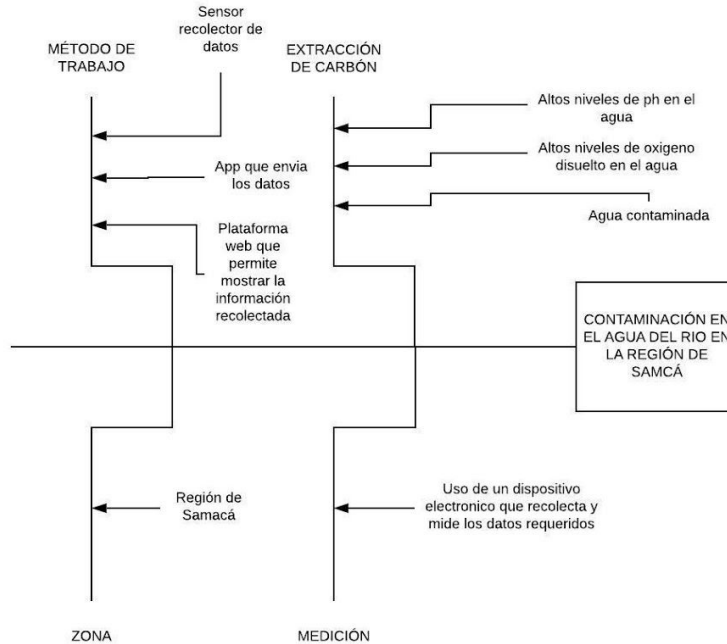 Sensor
recolector de
datos
MÉTODO DE
TRABAJO
EXTRACCIÓN
DE CARBÓN
Altos niveles de ph en el
agua
Altos niveles de oxigeno
disuelto en el agua
App que envia
los datos
Agua contaminada
Plataforma
web que
permite
mostrar la
información
recolectada
CONTAMINACIÓN EN
EL AGUA DEL RIO EN
LA REGIÓN DE
SAMCÁ
Región de
Samacá
Uso de un dispositivo
electronico que recolecta y
mide los datos requeridos
ZONA
MEDICIÓN